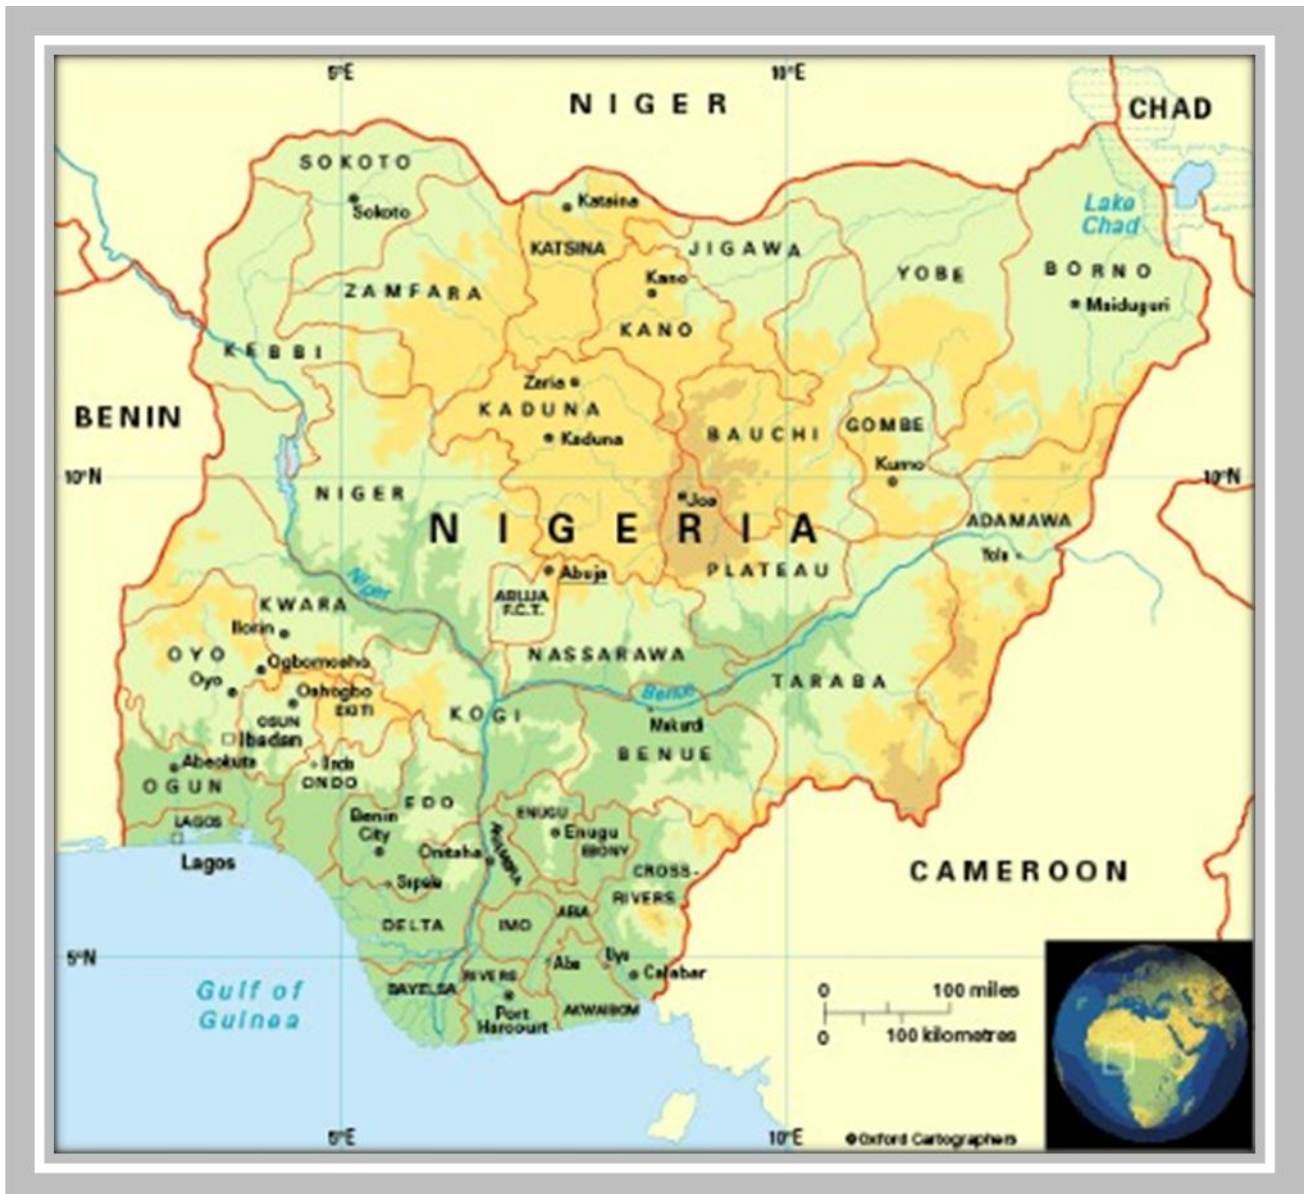 5°E
10°E
NIGER
CHAD
SOKOTO
Sokoto
Katsina
KATSINA
JIGAWA
Lake
Chad
Kano
YOBE
BORNO
ZAMFARA
Maiduguri
KANO
KEBBI
Zaria
BENIN
KADUNA
Kaduna
BAUCHI
GOMBE
Kumo
10°N
10°N
NIGER
Jos
NIGERIA
ADAMAWA
Yola
Niger
Abuja
PLATEAU
ABUJA
F.C.T.
KWARA
Ilorin
OYO
Ogbomosho
NASSARAWA
Oyo
Oshogbo
Benue
TARABA
EKITI
KOGI
OSUN
Makurdi
Ibadan
BENUE
Abeokuta
OGUN
ONDO
EDO
LAGOS
Benin
City
ENUGU
Enugu
EBONY
Lagos
Onitsha
ANAMBRA
CROSS-
RIVERS
CAMEROON
Sapele
DELTA
IMO
ABIA
5°N
Aba
Uyo
Calabar
Gulf of
Guinea
BAYELSA
RIVERS
Port
Harcourt
AKWAIBOM
0 100 miles
0 100 kilometres
5°E
10°E
©Oxford Cartographers